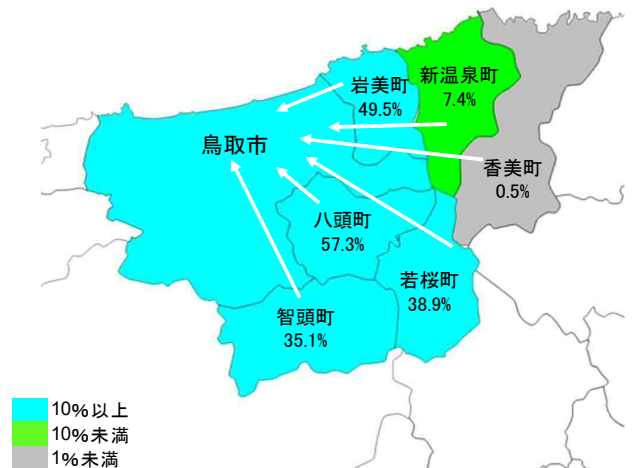 岩美町
49.5%
新温泉町
7.4%
鳥取市
香美町
0.5%
八頭町
57.3%
若桜町
38.9%
智頭町
35.1%
10%以上
10%未満
1%未満